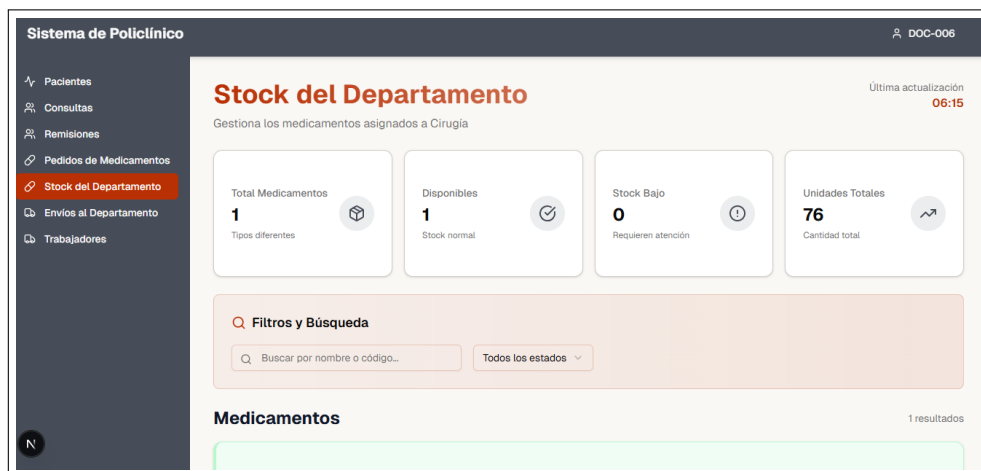 Sistema de Policlínico
DOC-006
Pacientes
Consultas
Remisiones
Pedidos de Medicamentos
Stock del Departamento
Envíos al Departamento
Trabajadores
N
Stock del Departamento
Gestiona los medicamentos asignados a Cirugía
Última actualización
06:15
Total Medicamentos
1
Tipos diferentes
Disponibles
1
Stock normal
Stock Bajo
0
Requieren atención
Unidades Totales
76
Cantidad total
Filtros y Búsqueda
Buscar por nombre o código...
Todos los estados
Medicamentos
1 resultados